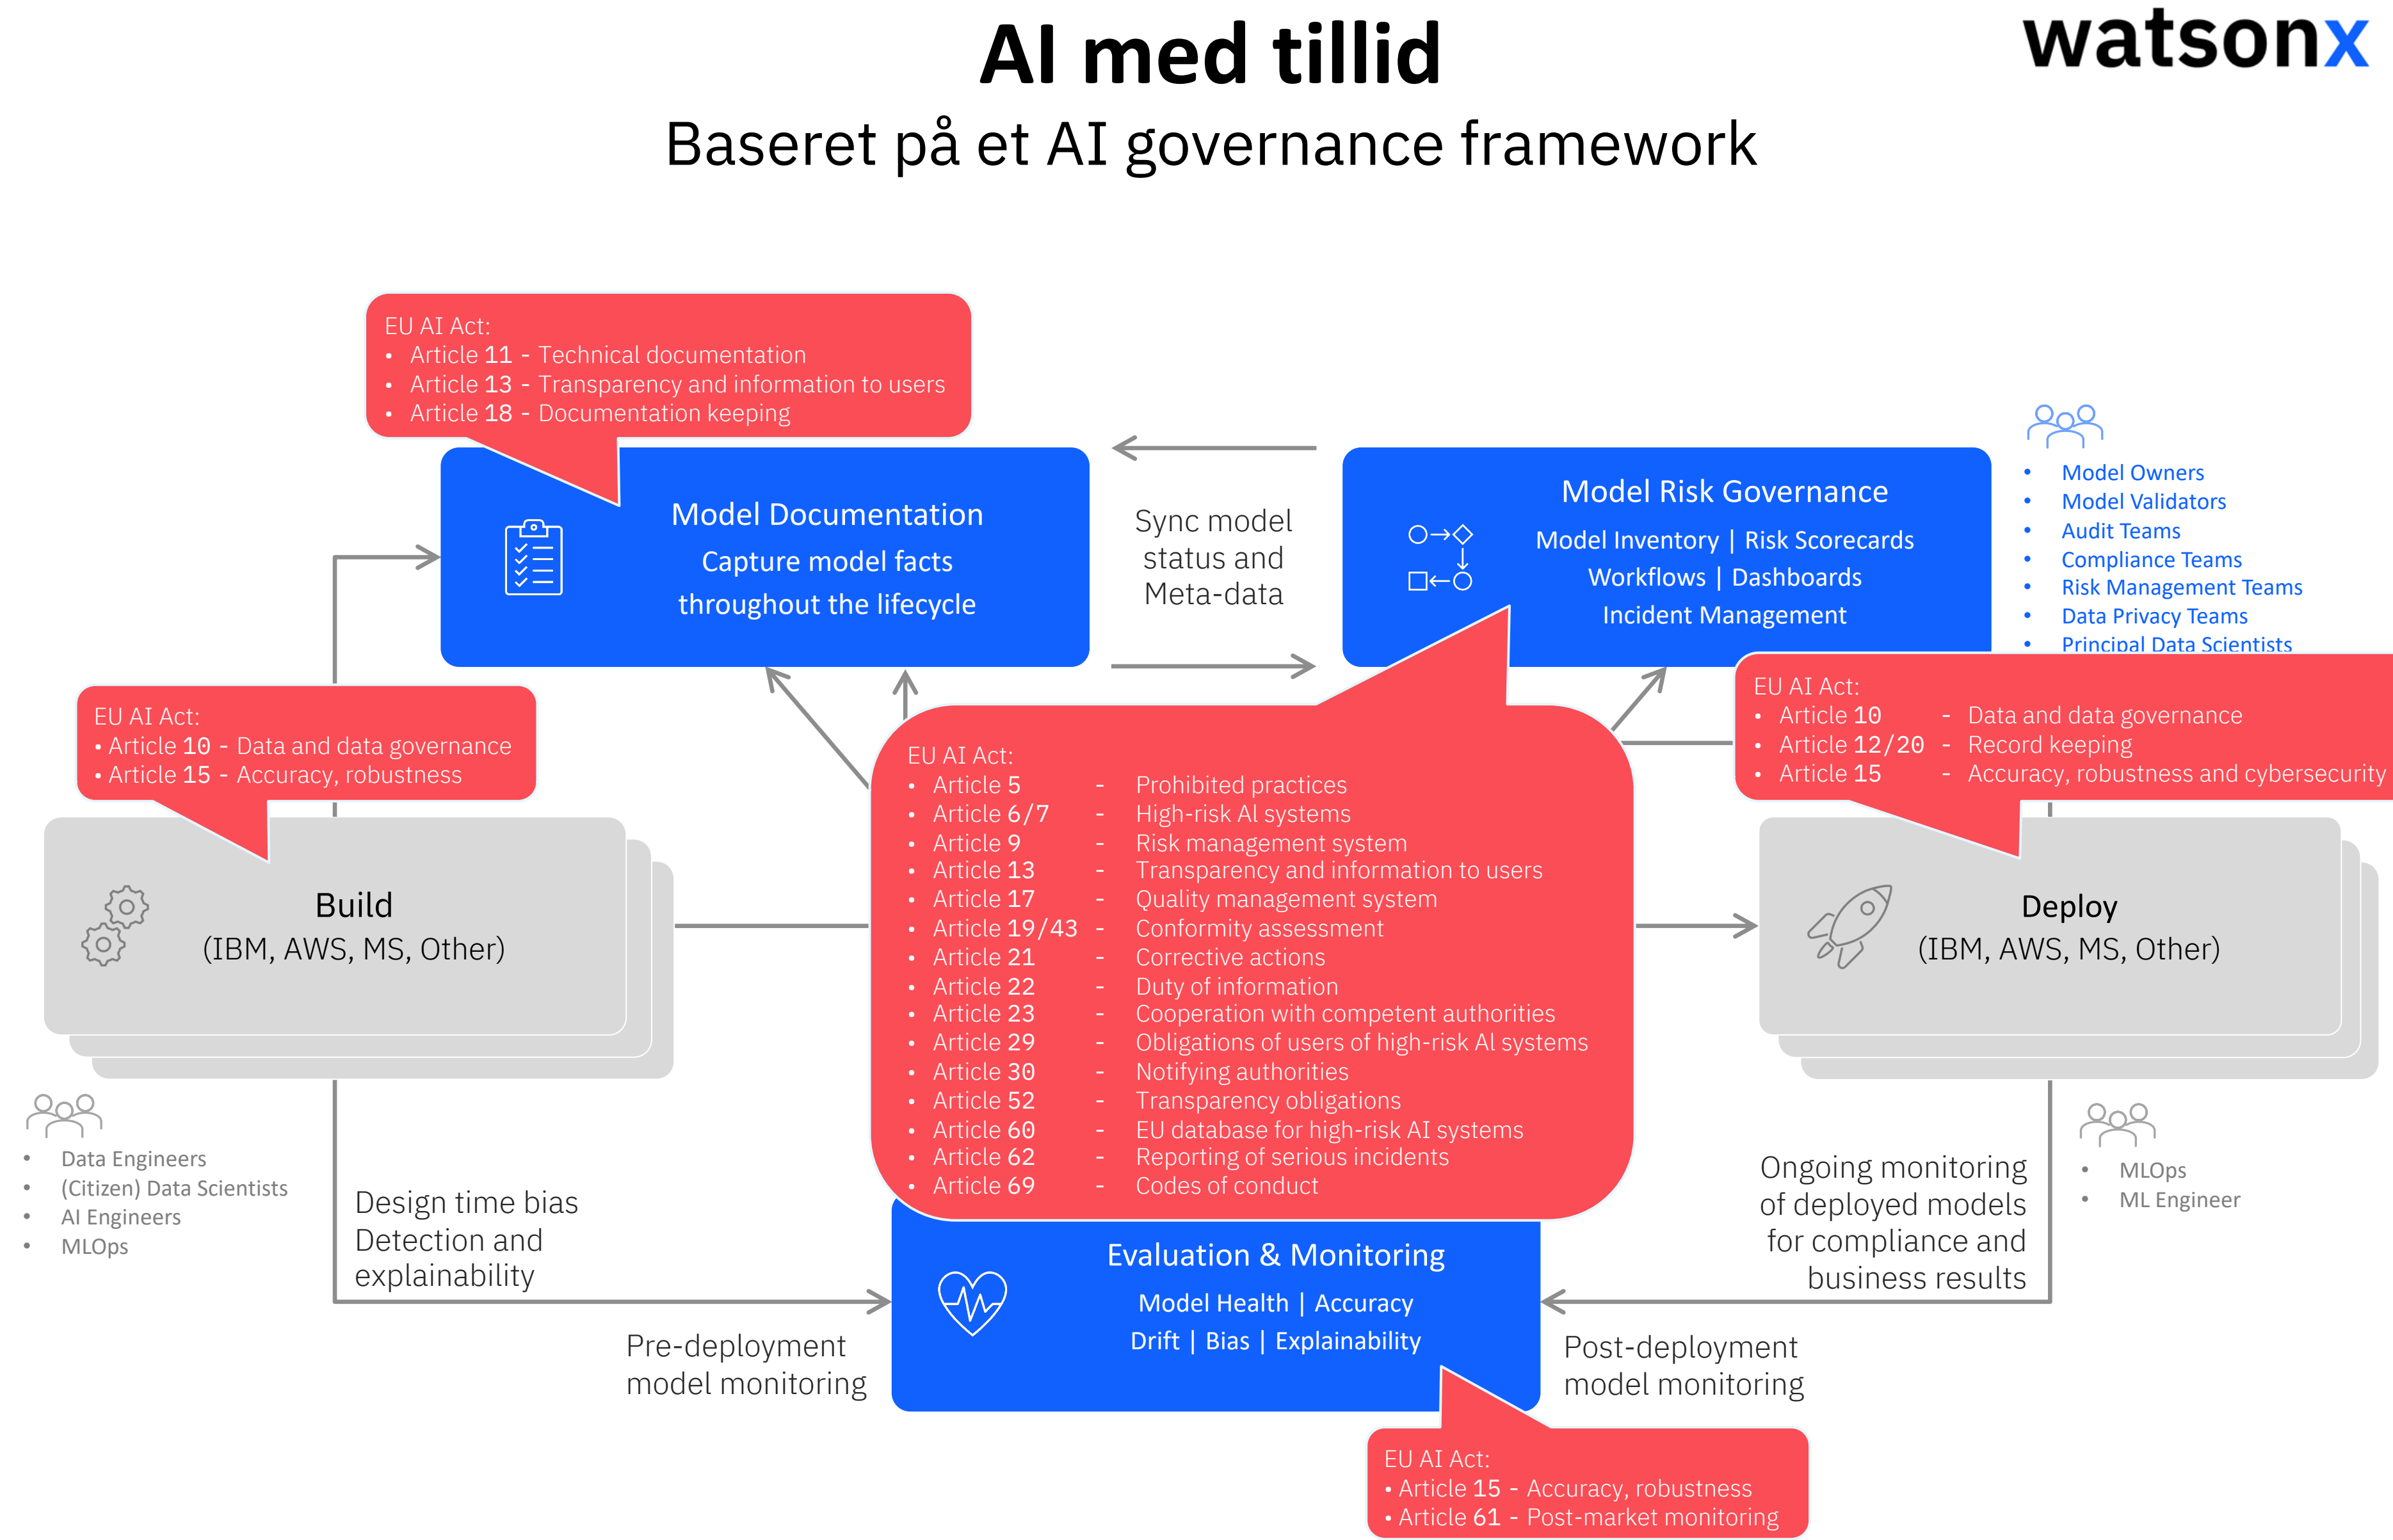 AI med tillid
watsonx
Baseret på et AI governance framework
EU AI Act:
• Article 11 - Technical documentation
• Article 13 - Transparency and information to users
• Article 18 - Documentation keeping
Model Documentation
Capture model facts
throughout the lifecycle
Sync model
status and
Meta-data
Model Risk Governance
Model Inventory | Risk Scorecards
Workflows | Dashboards
Incident Management
• Model Owners
• Model Validators
• Audit Teams
• Compliance Teams
• Risk Management Teams
• Data Privacy Teams
• Principal Data Scientists
EU AI Act:
• Article 10 - Data and data governance
• Article 15 - Accuracy, robustness
EU AI Act:
• Article 5 - Prohibited practices
• Article 6/7 - High-risk AI systems
• Article 9 - Risk management system
• Article 13 - Transparency and information to users
• Article 17 - Quality management system
• Article 19/43 - Conformity assessment
• Article 21 - Corrective actions
• Article 22 - Duty of information
• Article 23 - Cooperation with competent authorities
• Article 29 - Obligations of users of high-risk AI systems
• Article 30 - Notifying authorities
• Article 52 - Transparency obligations
• Article 60 - EU database for high-risk AI systems
• Article 62 - Reporting of serious incidents
• Article 69 - Codes of conduct
EU AI Act:
• Article 10 - Data and data governance
• Article 12/20 - Record keeping
• Article 15 - Accuracy, robustness and cybersecurity
Build
(IBM, AWS, MS, Other)
Deploy
(IBM, AWS, MS, Other)
• Data Engineers
• (Citizen) Data Scientists
• AI Engineers
• MLOps
Design time bias
Detection and
explainability
Pre-deployment
model monitoring
Evaluation & Monitoring
Model Health | Accuracy
Drift | Bias | Explainability
Ongoing monitoring
of deployed models
for compliance and
business results
• MLOps
• ML Engineer
Post-deployment
model monitoring
EU AI Act:
• Article 15 - Accuracy, robustness
• Article 61 - Post-market monitoring